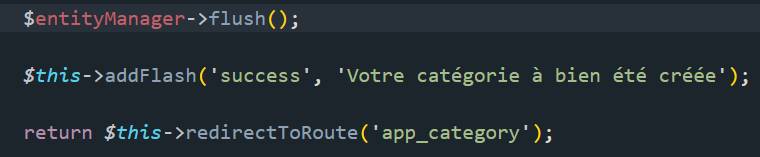 $entityManager->flush();
$this->addFlash('success', 'Votre catégorie à bien été créée');
return $this->redirectToRoute('app_category');